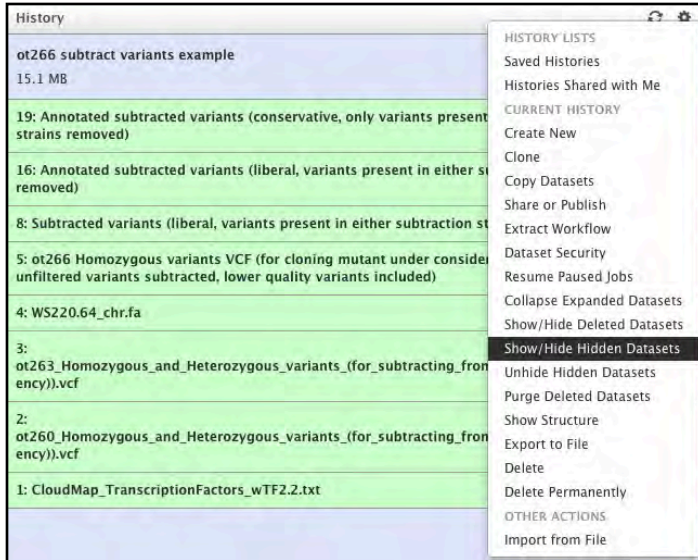 History
ot266 subtract variants example
15.1 MB
19: Annotated subtracted variants (conservative, only variants present
strains removed)
16: Annotated subtracted variants (liberal, variants present in either
removed)
8: Subtracted variants (liberal, variants present in either subtraction
5: ot266 Homozygous variants VCF (for cloning mutant under
unfiltered variants subtracted, lower quality variants included)
4: WS220.64_chr.fa
3:
ot263_Homozygous_and_Heterozygous_variants_(for_subtracting_from
ency)).vcf
2:
ot260_Homozygous_and_Heterozygous_variants_(for_subtracting_from
ency)).vcf
1: CloudMap_TranscriptionFactors_wTF2.2.txt
HISTORY LISTS
Saved Histories
Histories Shared with Me
CURRENT HISTORY
Create New
Clone
Copy Datasets
Share or Publish
Extract Workflow
Dataset Security
Resume Paused Jobs
Collapse Expanded Datasets
Show/Hide Deleted Datasets
Show/Hide Hidden Datasets
Unhide Hidden Datasets
Purge Deleted Datasets
Show Structure
Export to File
Delete
Delete Permanently
OTHER ACTIONS
Import from File